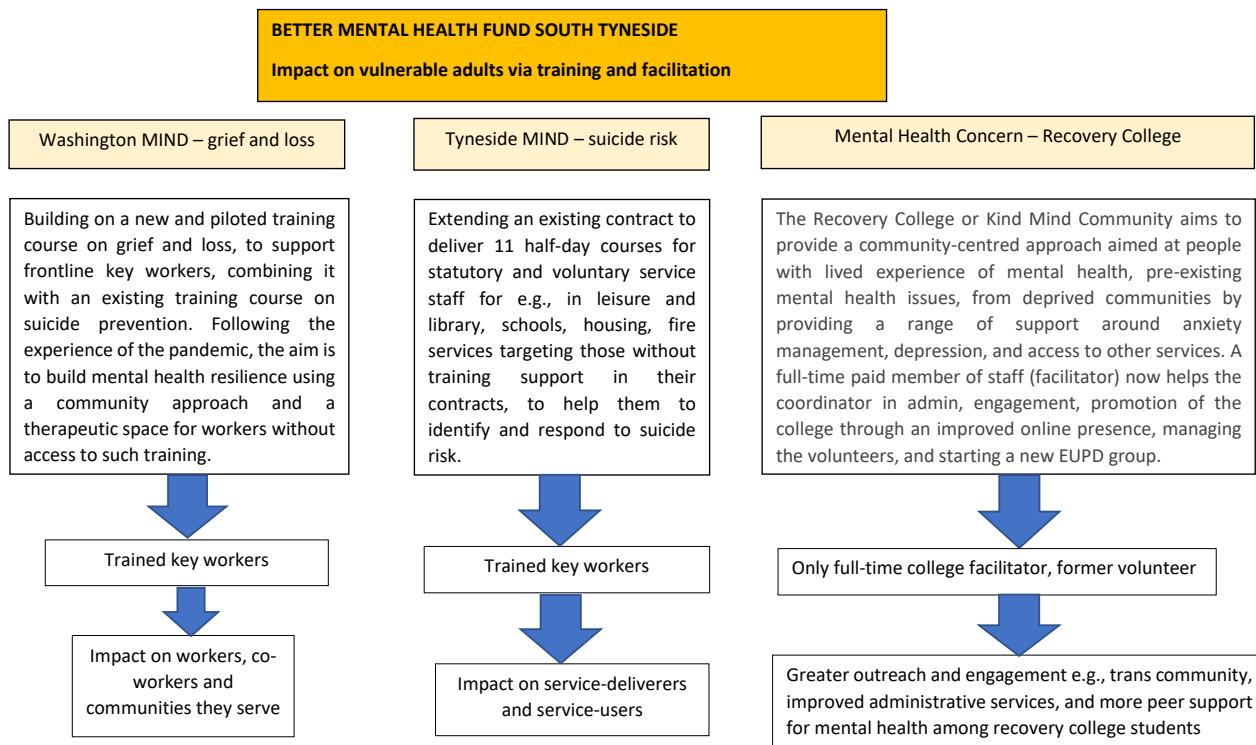 BETTER MENTAL HEALTH FUND SOUTH TYNESIDE
Impact on vulnerable adults via training and facilitation
Washington MIND – grief and loss
Building on a new and piloted training
course on grief and loss, to support
frontline key workers, combining it
with an existing training course on
suicide prevention. Following the
experience of the pandemic, the aim is
to build mental health resilience using
a community approach and a
therapeutic space for workers without
access to such training.
Trained key workers
Impact on workers, co-
workers and
communities they serve
Tyneside MIND – suicide risk
Extending an existing contract to
deliver 11 half-day courses for
statutory and voluntary service
staff for e.g., in leisure and
library, schools, housing, fire
services targeting those without
training support in their
contracts, to help them to
identify and respond to suicide
risk.
Trained key workers
Impact on service-deliverers
and service-users
Mental Health Concern – Recovery College
The Recovery College or Kind Mind Community aims to
provide a community-centred approach aimed at people
with lived experience of mental health, pre-existing
mental health issues, from deprived communities by
providing a range of support around anxiety
management, depression, and access to other services. A
full-time paid member of staff (facilitator) now helps the
coordinator in admin, engagement, promotion of the
college through an improved online presence, managing
the volunteers, and starting a new EUPD group.
Only full-time college facilitator, former volunteer
Greater outreach and engagement e.g., trans community,
improved administrative services, and more peer support
for mental health among recovery college students